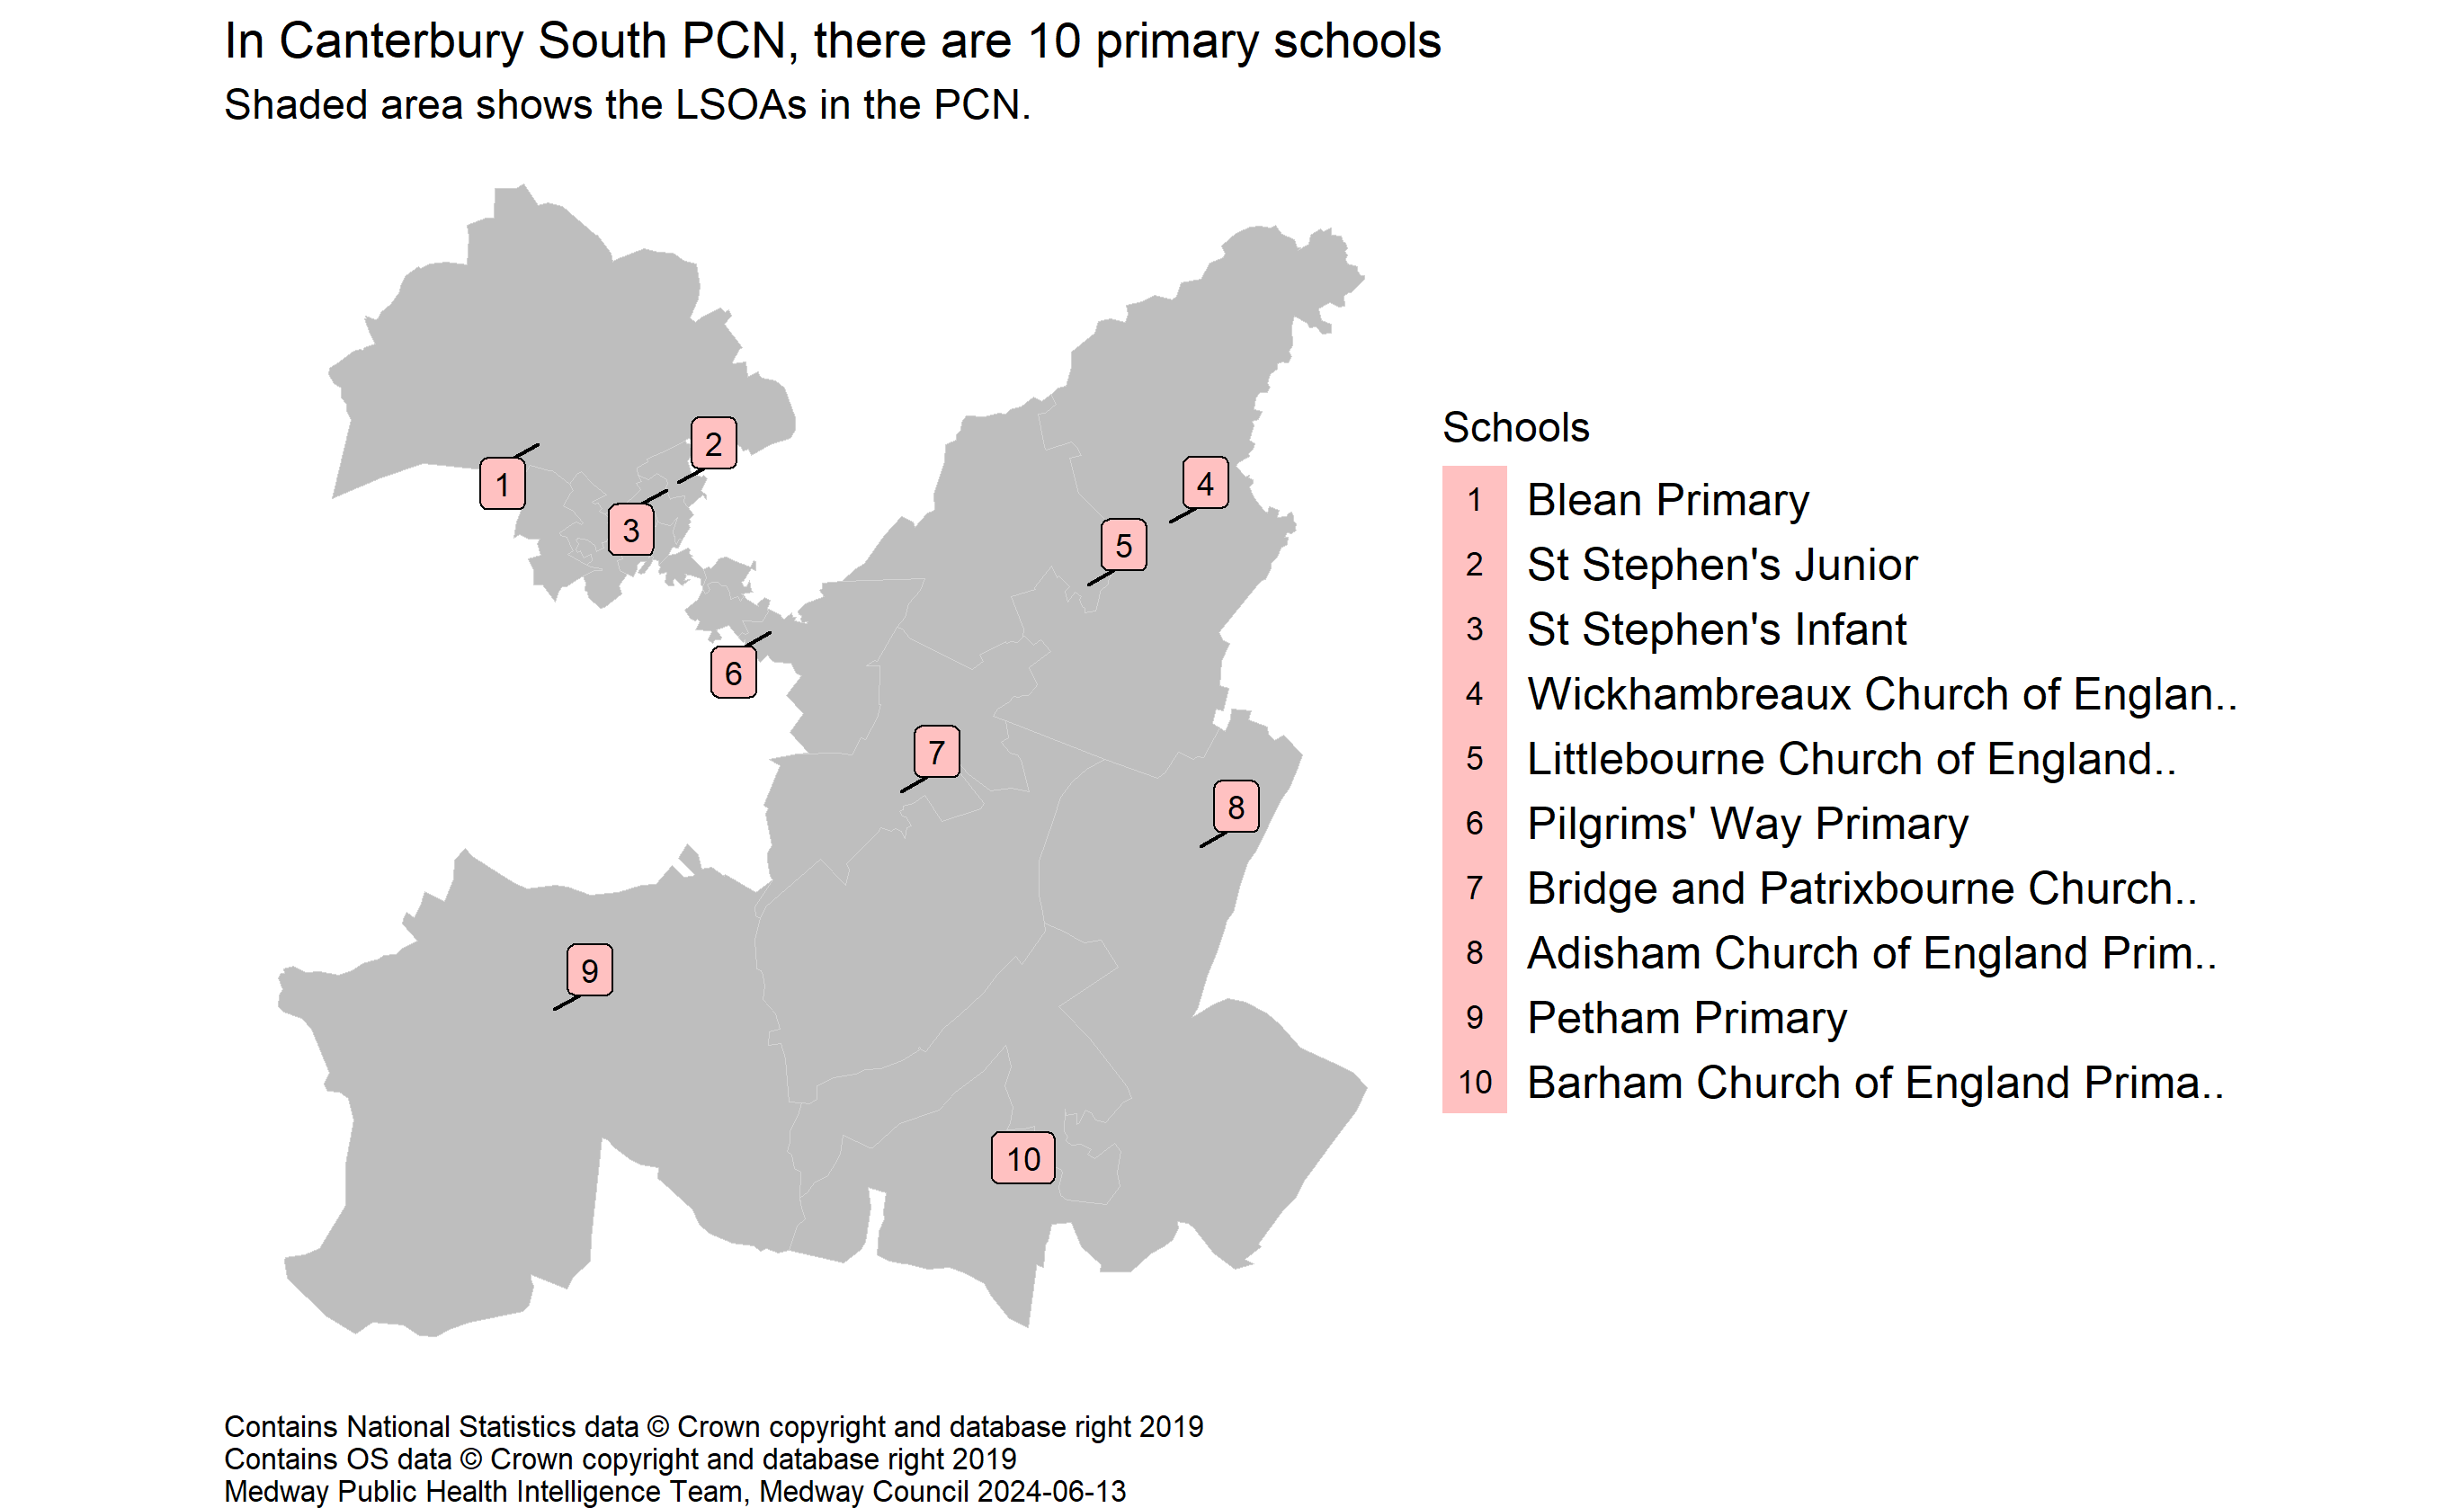 In Canterbury South PCN, there are 10 primary schools
Shaded area shows the LSOAs in the PCN.
1
2
3
4
5
6
7
8
9
10
Schools
1 Blean Primary
2 St Stephen's Junior
3 St Stephen's Infant
4 Wickhambreaux Church of Englan..
5 Littlebourne Church of England..
6 Pilgrims' Way Primary
7 Bridge and Patrixbourne Church..
8 Adisham Church of England Prim..
9 Petham Primary
10 Barham Church of England Prima..
Contains National Statistics data © Crown copyright and database right 2019
Contains OS data © Crown copyright and database right 2019
Medway Public Health Intelligence Team, Medway Council 2024-06-13